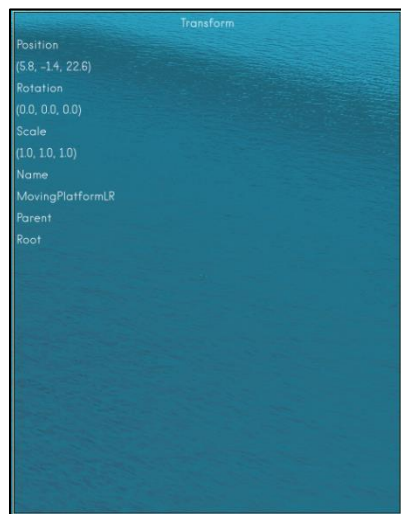 Transform
Position
(5.8, -1.4, 22.6)
Rotation
(0.0, 0.0, 0.0)
Scale
(1.0, 1.0, 1.0)
Name
MovingPlatformLR
Parent
Root